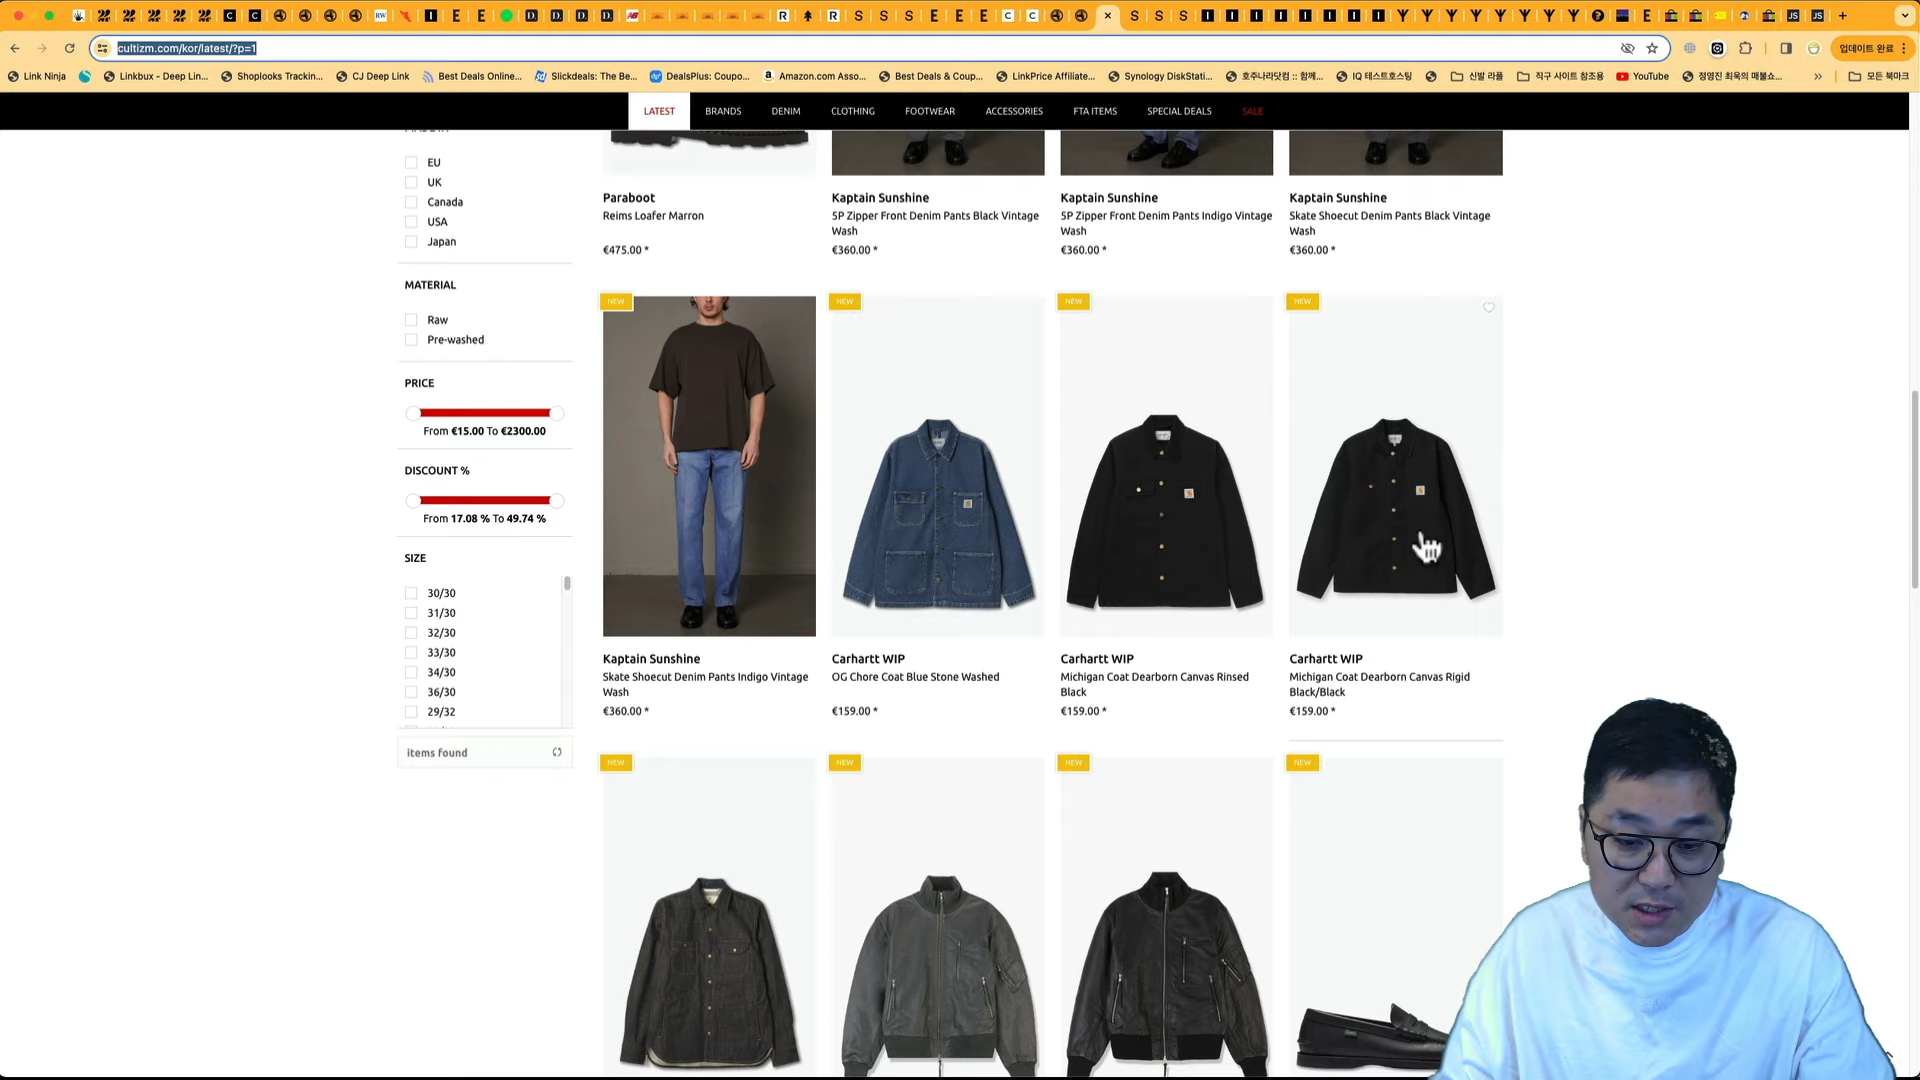 cultizm.com/kor/latest/?p=1
업데이트 완료
Link Ninja
Linkbux - Deep Lin...
Shoplooks Trackin...
CJ Deep Link
Best Deals Online...
Slickdeals: The Be...
DealsPlus: Coupo...
Amazon.com Asso...
Best Deals & Coup...
LinkPrice Affiliate...
Synology DiskStati...
호주나라닷컴 :: 함께...
IQ 테스트호스팅
신발 라플
직구 사이트 참조용
YouTube
정영진 최욱의 매불쇼...
모든 북마크
LATEST
BRANDS
DENIM
CLOTHING
FOOTWEAR
ACCESSORIES
FTA ITEMS
SPECIAL DEALS
SALE
EU
UK
Canada
USA
Japan
MATERIAL
Raw
Pre-washed
PRICE
From €15.00 To €2300.00
DISCOUNT %
From 17.08 % To 49.74 %
SIZE
30/30
31/30
32/30
33/30
34/30
36/30
29/32
items found
Paraboot
Reims Loafer Marron
€475.00 *
Kaptain Sunshine
5P Zipper Front Denim Pants Black Vintage
Wash
€360.00 *
Kaptain Sunshine
5P Zipper Front Denim Pants Indigo Vintage
Wash
€360.00 *
Kaptain Sunshine
Skate Shoecut Denim Pants Black Vintage
Wash
€360.00 *
NEW
NEW
NEW
NEW
Kaptain Sunshine
Skate Shoecut Denim Pants Indigo Vintage
Wash
€360.00 *
Carhartt WIP
OG Chore Coat Blue Stone Washed
€159.00 *
Carhartt WIP
Michigan Coat Dearborn Canvas Rinsed
Black
€159.00 *
Carhartt WIP
Michigan Coat Dearborn Canvas Rigid
Black/Black
€159.00 *
NEW
NEW
NEW
NEW